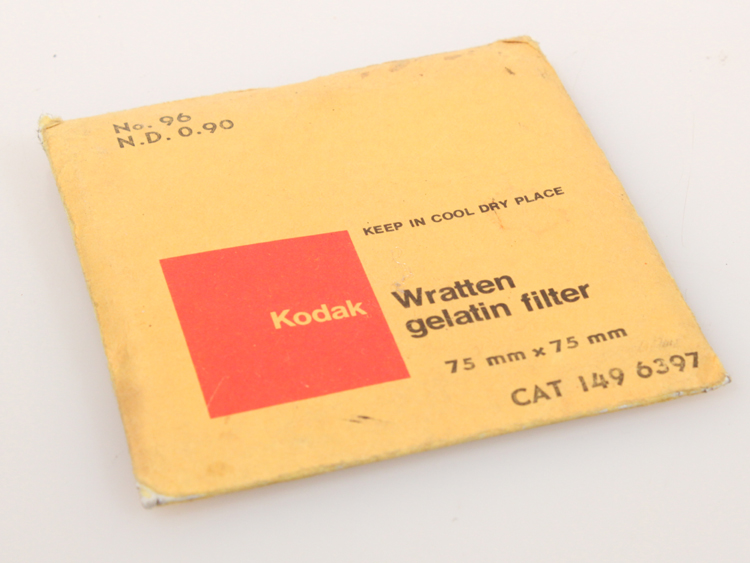 No. 96
N.D. 0.90
KEEP IN COOL DRY PLACE
Kodak
Wratten
gelatin filter
75 mm x 75 mm
CAT 149 6397